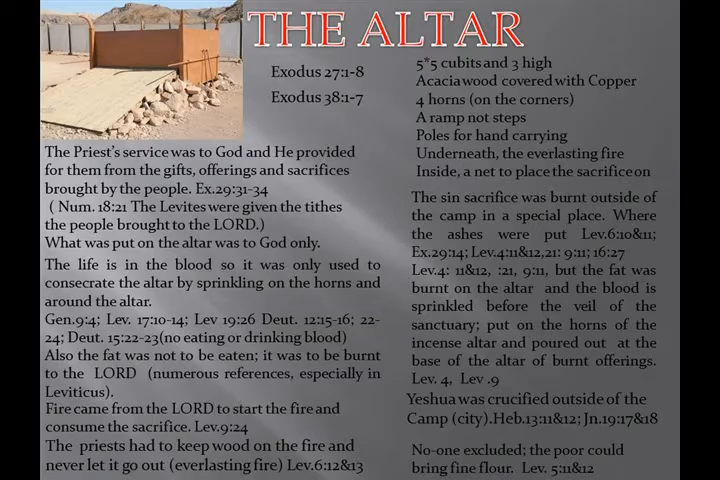 THE ALTAR
Exodus 27:1-8
Exodus 38:1-7
5*5 cubits and 3 high
Acacia wood covered with Copper
4 horns (on the corners)
A ramp not steps
Poles for hand carrying
Underneath, the everlasting fire
Inside, a net to place the sacrifice on
The Priest's service was to God and He provided
for them from the gifts, offerings and sacrifices
brought by the people. Ex.29:31-34
( Num. 18:21 The Levites were given the tithes
the people brought to the LORD.)
What was put on the altar was to God only.
The life is in the blood so it was only used to
consecrate the altar by sprinkling on the horns and
around the altar.
Gen.9:4; Lev. 17:10-14; Lev 19:26 Deut. 12:15-16; 22-
24; Deut. 15:22-23(no eating or drinking blood)
Also the fat was not to be eaten; it was to be burnt
to the LORD (numerous references, especially in
Leviticus).
Fire came from the LORD to start the fire and
consume the sacrifice. Lev.9:24
The priests had to keep wood on the fire and
never let it go out (everlasting fire) Lev.6:12&13
The sin sacrifice was burnt outside of
the camp in a special place. Where
the ashes were put Lev.6:10&11;
Ex.29:14; Lev.4:11&12,21: 9:11; 16:27
Lev.4: 11&12, :21, 9:11, but the fat was
burnt on the altar and the blood is
sprinkled before the veil of the
sanctuary; put on the horns of the
incense altar and poured out at the
base of the altar of burnt offerings.
Lev. 4, Lev .9
Yeshua was crucified outside of the
Camp (city).Heb.13:11&12; Jn.19:17&18
No-one excluded; the poor could
bring fine flour. Lev. 5:11&12